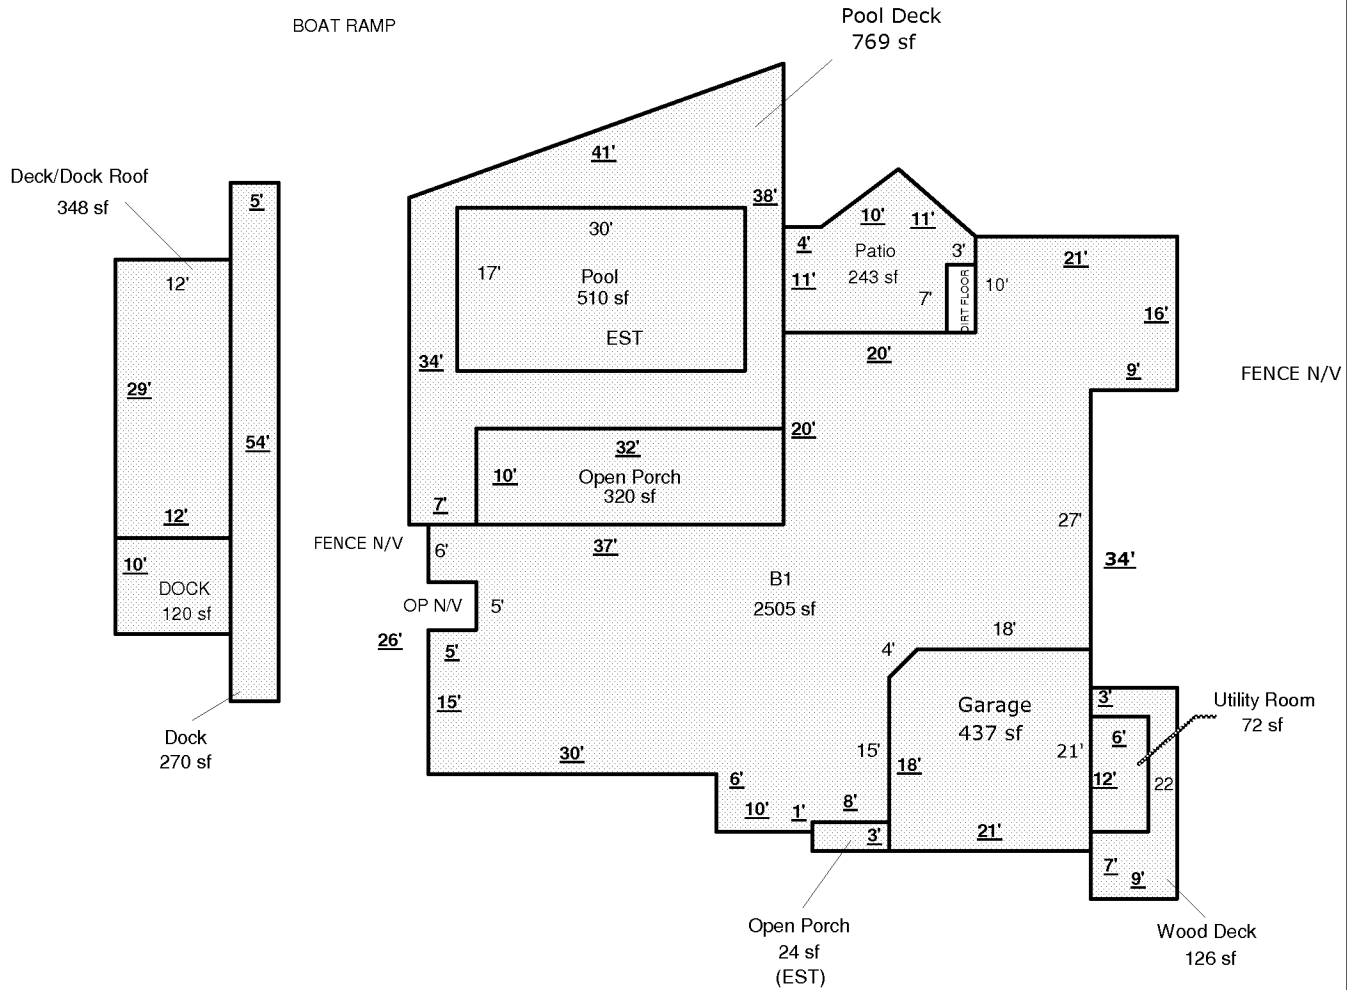 BOAT RAMP
Pool Deck
769 sf
41'
38'
Deck/Dock Roof
348 sf
5'
12'
30'
17'
Pool
510 sf
EST
34'
10'
11'
4'
Patio
243 sf
11'
3'
7'
DIRT FLOOR
10'
21'
16'
9'
20'
FENCE N/V
29'
54'
12'
10'
DOCK
120 sf
Dock
270 sf
32'
10'
Open Porch
320 sf
7'
20'
FENCE N/V
6'
37'
OP N/V
5'
26'
5'
15'
B1
2505 sf
27'
34'
18'
4'
Garage
437 sf
15'
18'
21'
21'
30'
6'
10'
1'
8'
3'
3'
6'
12'
22
7'
9'
Utility Room
72 sf
Open Porch
24 sf
(EST)
Wood Deck
126 sf